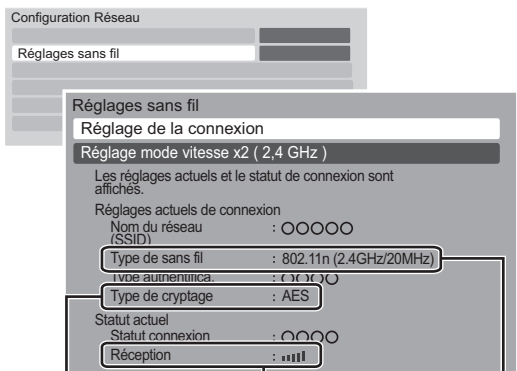 Configuration Réseau
Réglages sans fil
Réglages sans fil
Réglage de la connexion
Réglage mode vitesse x2 ( 2,4 GHz )
Les réglages actuels et le statut de connexion sont
affichés.
Réglages actuels de connexion
Nom du réseau : OOOOO
(SSID)
Type de sans fil : 802.11n (2.4GHz/20MHz)
Type authentifica. : OOOO
Type de cryptage : AES
Statut actuel
Statut connexion : OOOO
Réception :